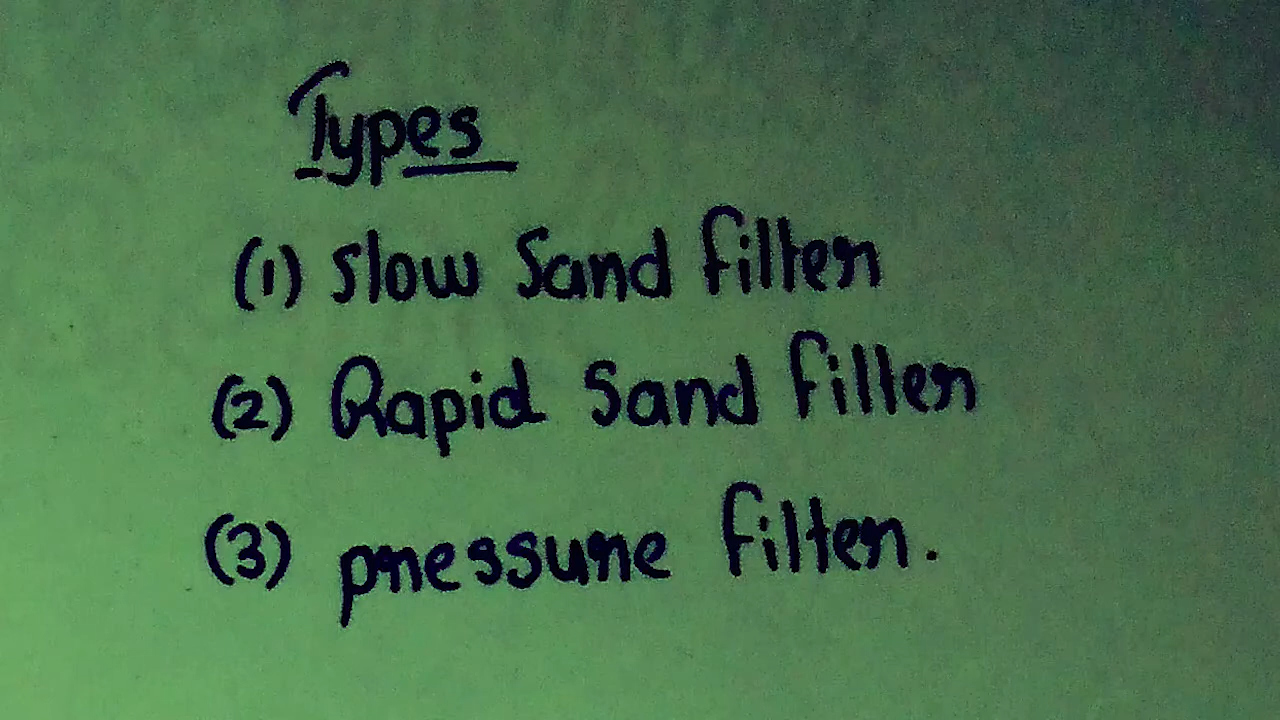 Types
(1) Slow Sand filter
(2) Rapid Sand filter
(3) pressure filter.